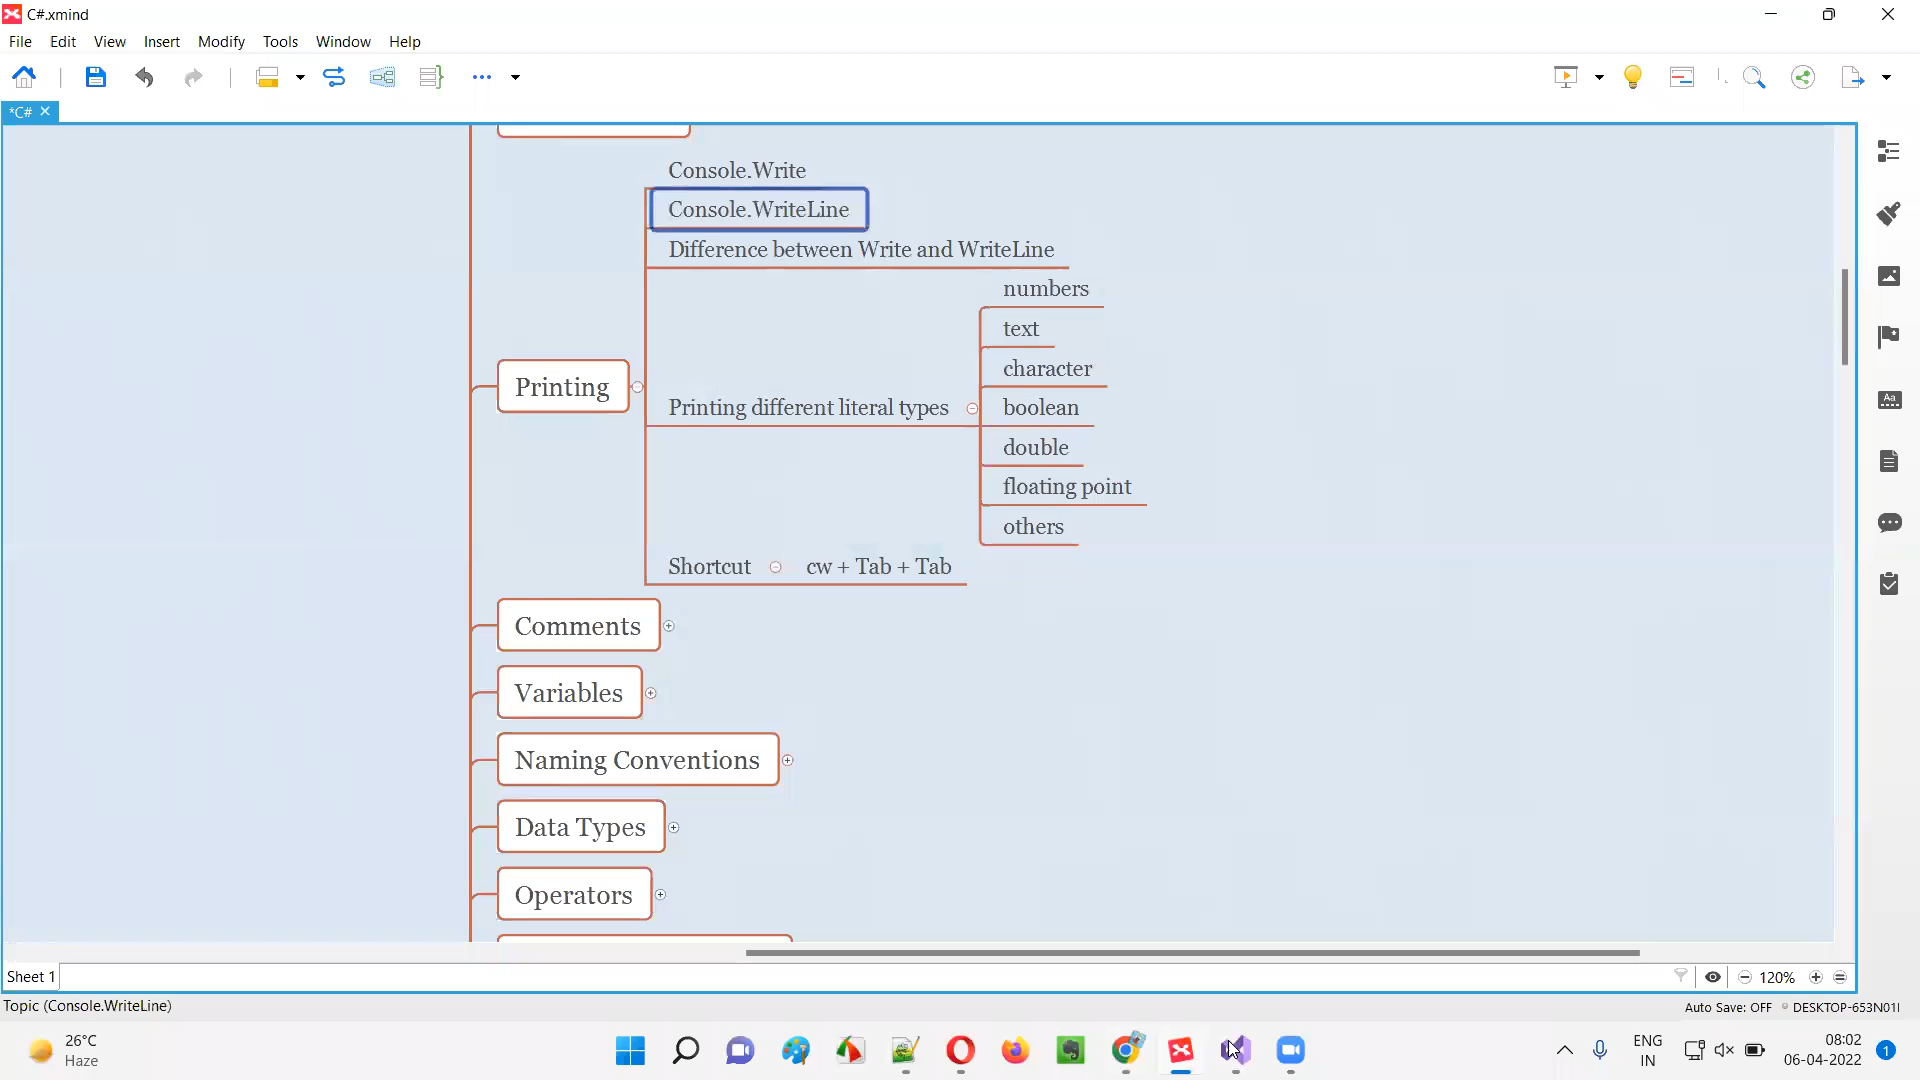 C#.xmind
File Edit View Insert Modify Tools Window Help
*C#
Console.Write
Console.WriteLine
Difference between Write and WriteLine
numbers
text
character
Printing
Printing different literal types
boolean
double
floating point
others
Shortcut cw + Tab + Tab
Comments
Variables
Naming Conventions
Data Types
Operators
Aa
Sheet 1
120%
Topic (Console.WriteLine)
Auto Save: OFF DESKTOP-653N01I
26°C
Haze
ENG
IN
08:02
06-04-2022
1